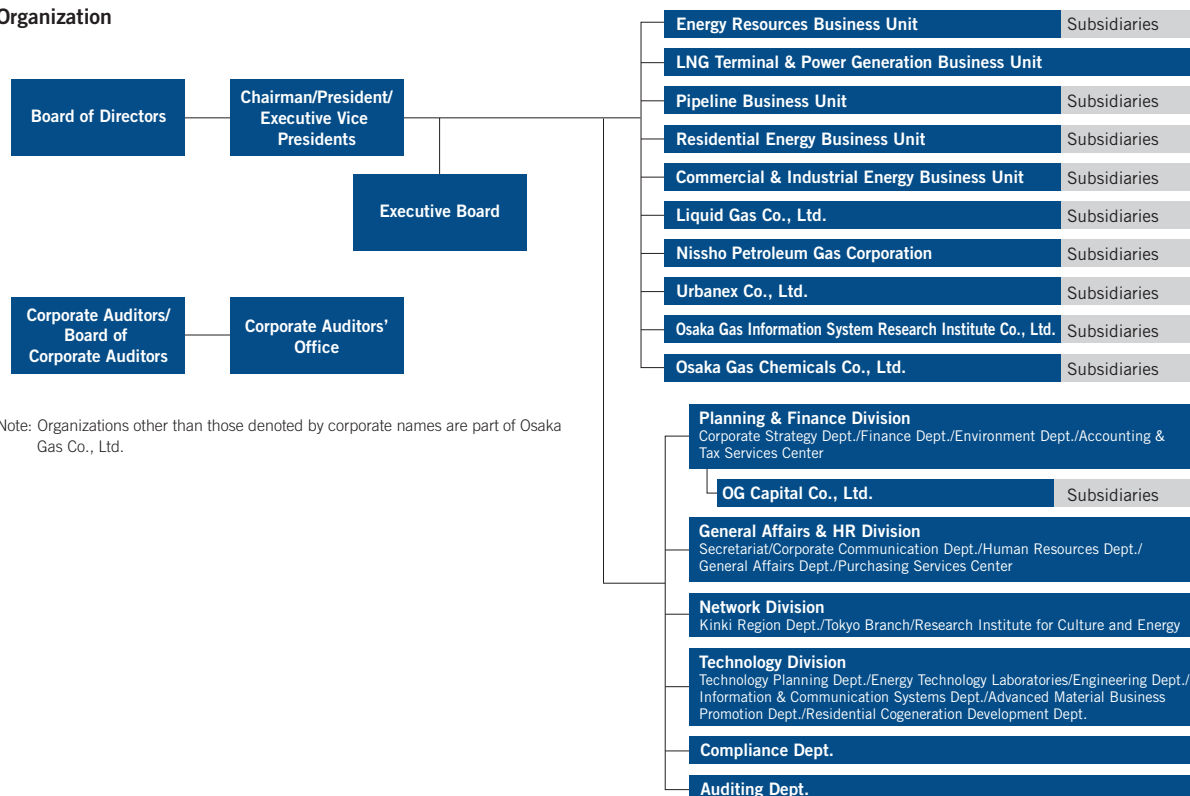 Organization
Board of Directors
Chairman/President/
Executive Vice
Presidents
Executive Board
Corporate Auditors/
Board of
Corporate Auditors
Corporate Auditors'
Office
Note: Organizations other than those denoted by corporate names are part of Osaka
Gas Co., Ltd.
Energy Resources Business Unit Subsidiaries
LNG Terminal & Power Generation Business Unit
Pipeline Business Unit Subsidiaries
Residential Energy Business Unit Subsidiaries
Commercial & Industrial Energy Business Unit Subsidiaries
Liquid Gas Co., Ltd. Subsidiaries
Nissho Petroleum Gas Corporation Subsidiaries
Urbanex Co., Ltd. Subsidiaries
Osaka Gas Information System Research Institute Co., Ltd. Subsidiaries
Osaka Gas Chemicals Co., Ltd. Subsidiaries
Planning & Finance Division
Corporate Strategy Dept./Finance Dept./Environment Dept./Accounting &
Tax Services Center
OG Capital Co., Ltd. Subsidiaries
General Affairs & HR Division
Secretariat/Corporate Communication Dept./Human Resources Dept./
General Affairs Dept./Purchasing Services Center
Network Division
Kinki Region Dept./Tokyo Branch/Research Institute for Culture and Energy
Technology Division
Technology Planning Dept./Energy Technology Laboratories/Engineering Dept./
Information & Communication Systems Dept./Advanced Material Business
Promotion Dept./Residential Cogeneration Development Dept.
Compliance Dept.
Auditing Dept.